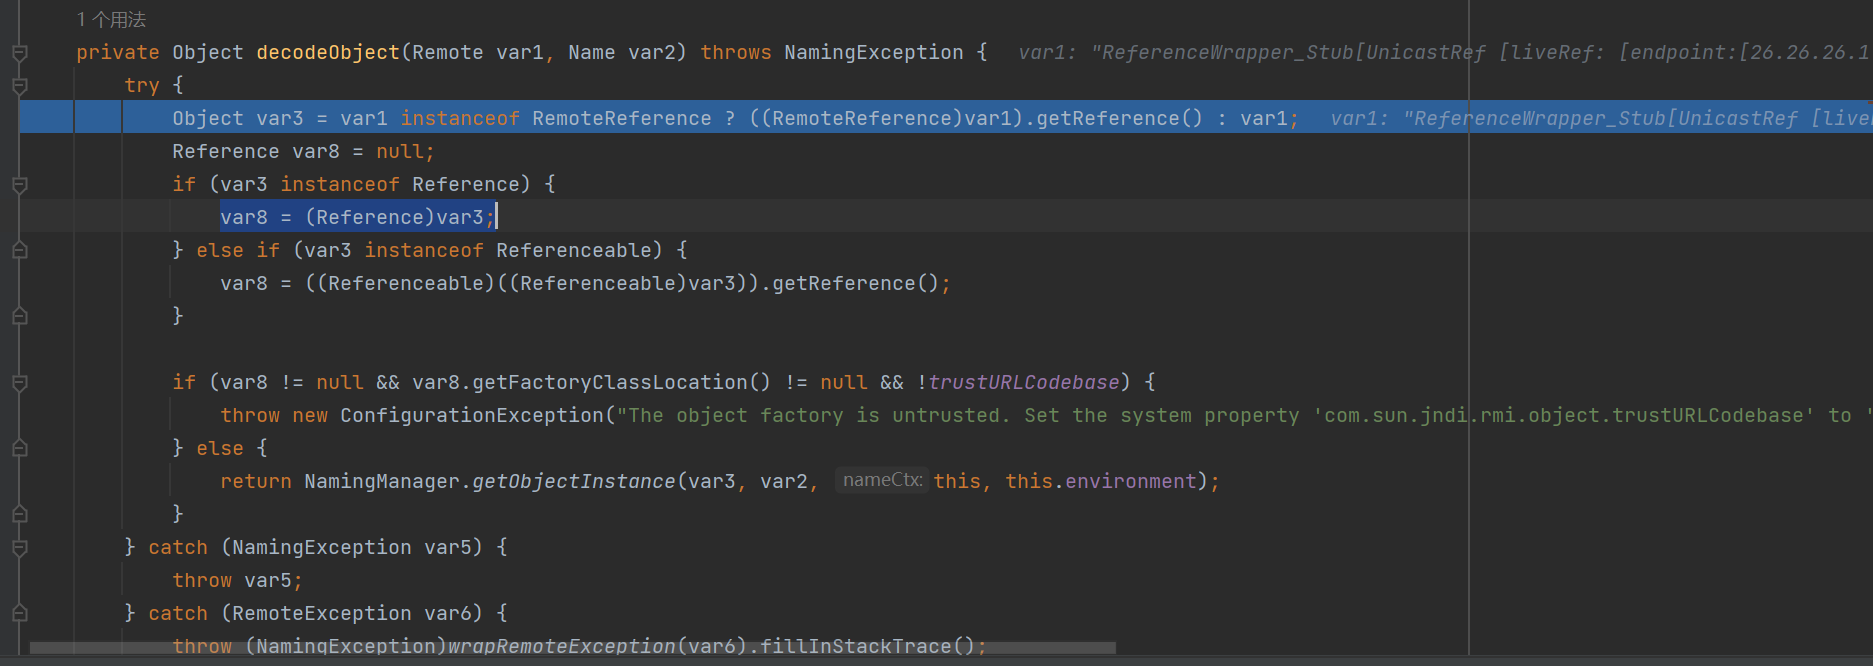 1 个用法
private Object decodeObject(Remote var1, Name var2) throws NamingException {   var1: "ReferenceWrapper_Stub[UnicastRef [liveRef: [endpoint:[26.26.26.1
try {
Object var3 = var1 instanceof RemoteReference ? ((RemoteReference)var1).getReference() : var1;   var1: "ReferenceWrapper_Stub[UnicastRef [live
Reference var8 = null;
if (var3 instanceof Reference) {
var8 = (Reference)var3;
} else if (var3 instanceof Referenceable) {
var8 = ((Referenceable)((Referenceable)var3)).getReference();
}
if (var8 != null && var8.getFactoryClassLocation() != null && !trustURLCodebase) {
throw new ConfigurationException("The object factory is untrusted. Set the system property 'com.sun.jndi.rmi.object.trustURLCodebase' to '
} else {
return NamingManager.getObjectInstance(var3, var2, nameCtx: this, this.environment);
}
} catch (NamingException var5) {
throw var5;
} catch (RemoteException var6) {
throw (NamingException)wrapRemoteException(var6).fillInStackTrace();